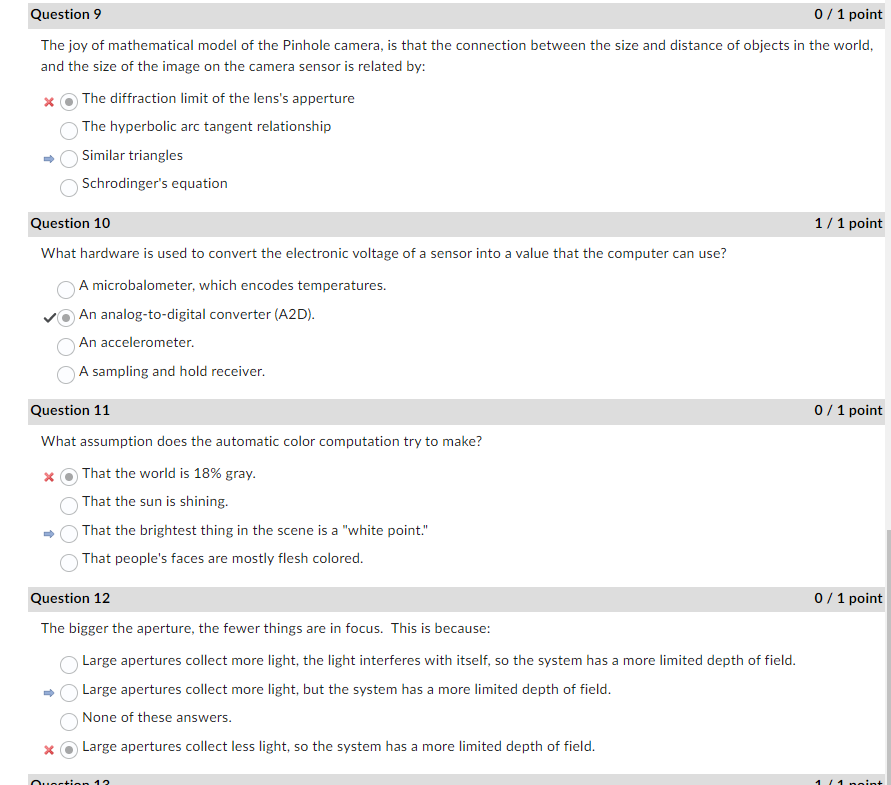 Question 9 0 / 1 point
The joy of mathematical model of the Pinhole camera, is that the connection between the size and distance of objects in the world,
and the size of the image on the camera sensor is related by:
The diffraction limit of the lens's apperture
The hyperbolic arc tangent relationship
Similar triangles
Schrodinger's equation
Question 10 1 / 1 point
What hardware is used to convert the electronic voltage of a sensor into a value that the computer can use?
A microbalometer, which encodes temperatures.
An analog-to-digital converter (A2D).
An accelerometer.
A sampling and hold receiver.
Question 11 0 / 1 point
What assumption does the automatic color computation try to make?
That the world is 18% gray.
That the sun is shining.
That the brightest thing in the scene is a "white point."
That people's faces are mostly flesh colored.
Question 12 0 / 1 point
The bigger the aperture, the fewer things are in focus.  This is because:
Large apertures collect more light, the light interferes with itself, so the system has a more limited depth of field.
Large apertures collect more light, but the system has a more limited depth of field.
None of these answers.
Large apertures collect less light, so the system has a more limited depth of field.
Question 13 1 / 1 point